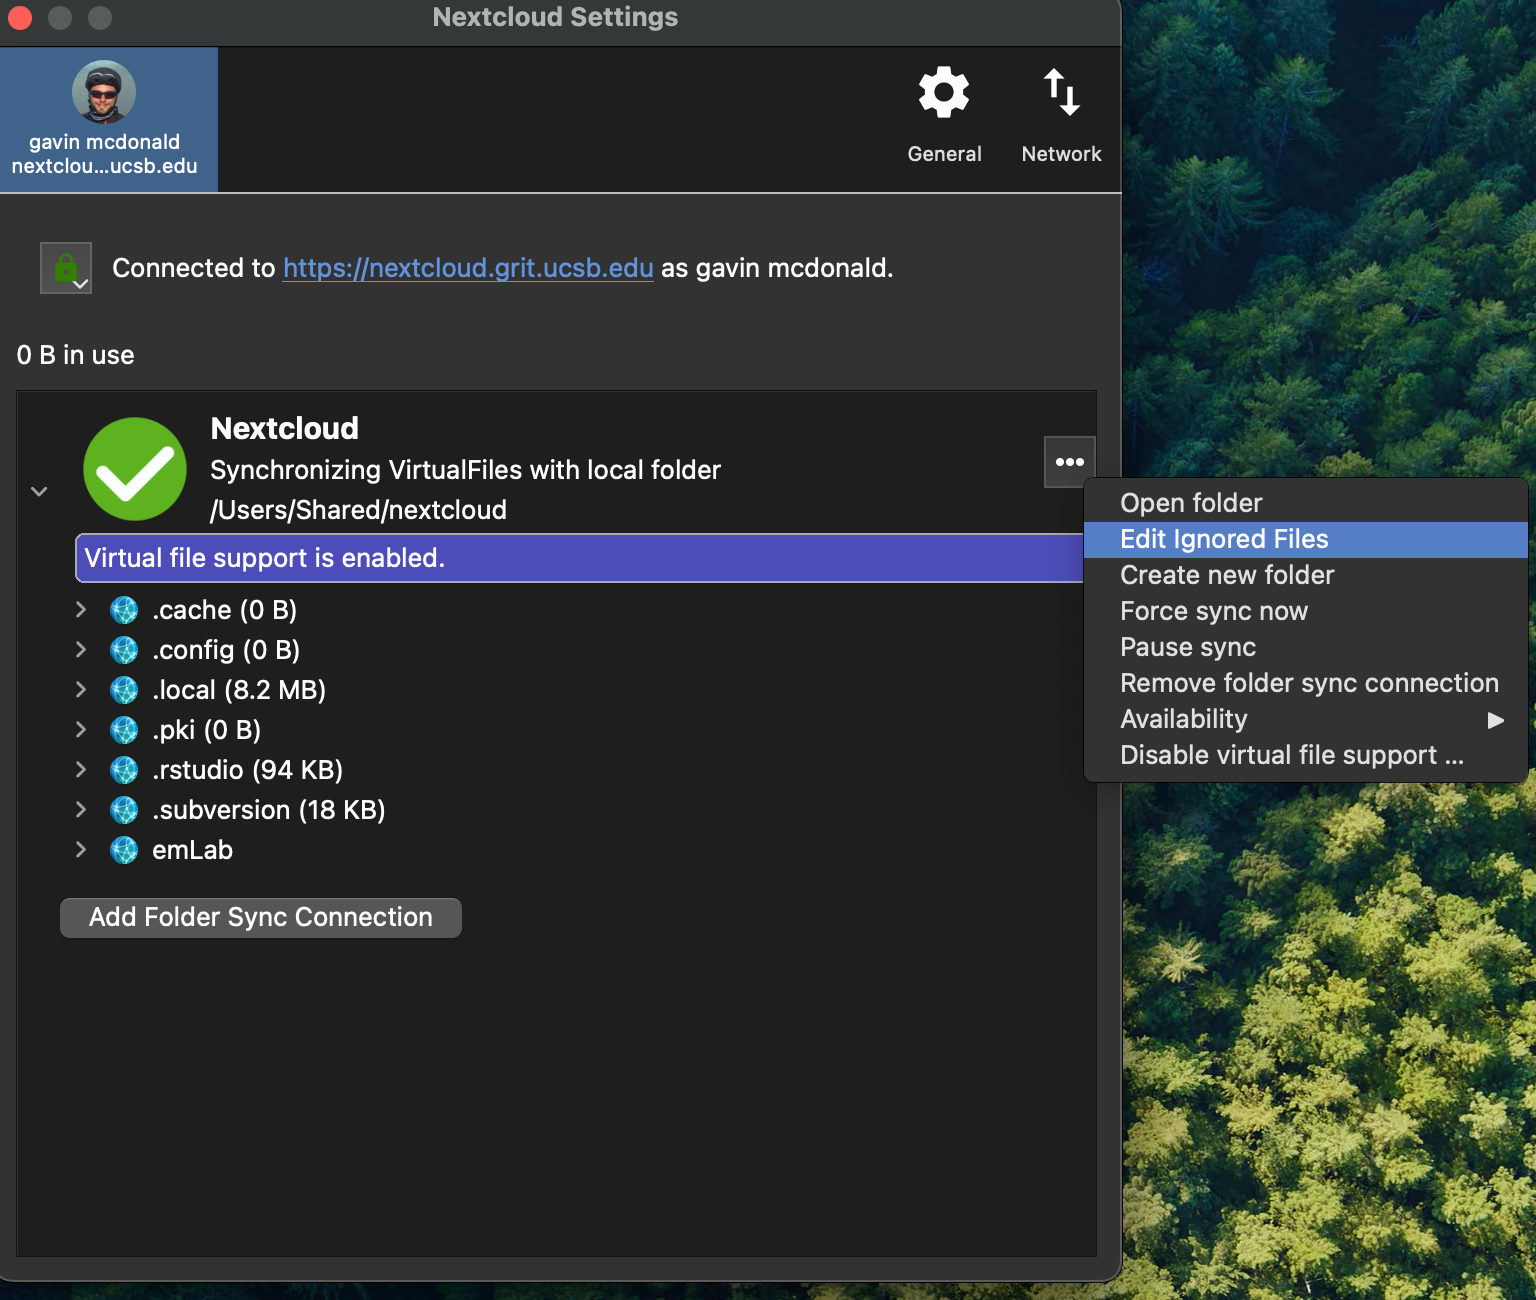 Nextcloud Settings
gavin mcdonald
nextclou...ucsb.edu
General
Network
Connected to https://nextcloud.grit.ucsb.edu as gavin mcdonald.
0 B in use
Nextcloud
Synchronizing VirtualFiles with local folder
/Users/Shared/nextcloud
Virtual file support is enabled.
.cache (0 B)
.config (0 B)
.local (8.2 MB)
.pki (0 B)
.rstudio (94 KB)
.subversion (18 KB)
emLab
Add Folder Sync Connection
Open folder
Edit Ignored Files
Create new folder
Force sync now
Pause sync
Remove folder sync connection
Availability
Disable virtual file support ...